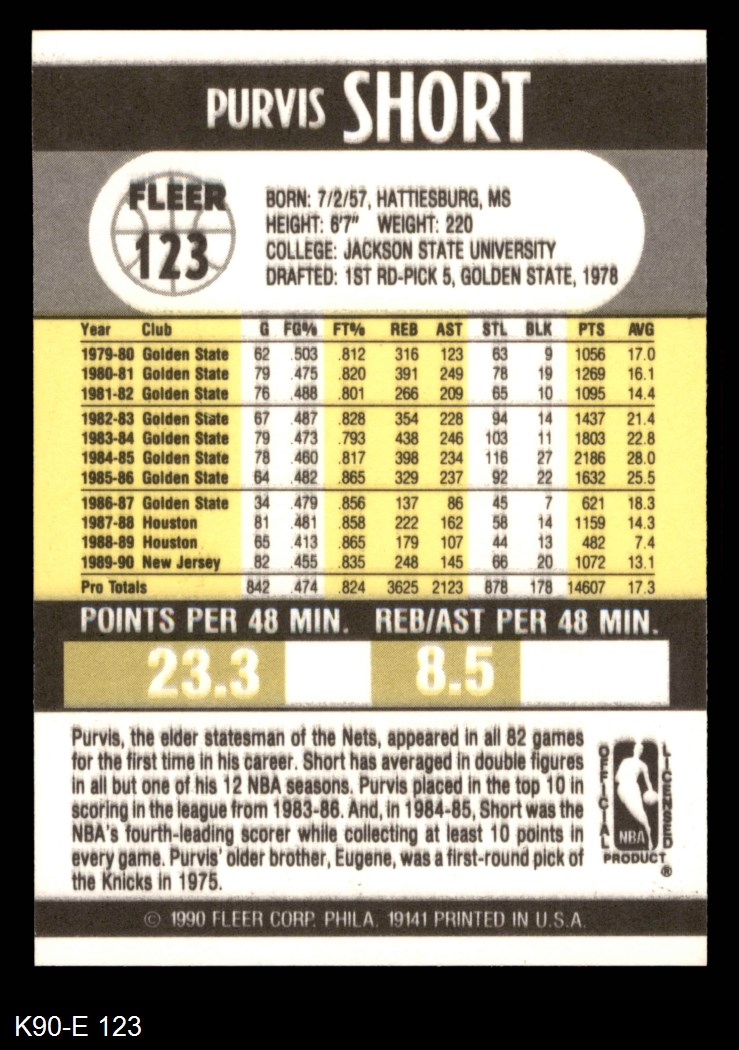 PURVIS SHORT
FLEER
123
BORN: 7/2/57, HATTIESBURG, MS
HEIGHT: 6'7" WEIGHT: 220
COLLEGE: JACKSON STATE UNIVERSITY
DRAFTED: 1ST RD-PICK 5, GOLDEN STATE, 1978
Year Club G FG% FT% REB AST STL BLK PTS AVG
1979-80 Golden State 62 .503 .812 316 123 63 9 1056 17.0
1980-81 Golden State 79 .475 .820 391 249 78 19 1269 16.1
1981-82 Golden State 76 .488 .801 266 209 65 10 1095 14.4
1982-83 Golden State 67 .487 .828 354 228 94 14 1437 21.4
1983-84 Golden State 79 .473 .793 438 246 103 11 1803 22.8
1984-85 Golden State 78 .460 .817 398 234 116 27 2186 28.0
1985-86 Golden State 64 .482 .865 329 237 92 22 1632 25.5
1986-87 Golden State 34 .479 .856 137 86 45 7 621 18.3
1987-88 Houston 81 .481 .858 222 162 58 14 1159 14.3
1988-89 Houston 65 .413 .865 179 107 44 13 482 7.4
1989-90 New Jersey 82 .455 .835 248 145 66 20 1072 13.1
Pro Totals 842 .474 .824 3625 2123 878 178 14607 17.3
POINTS PER 48 MIN. REB/AST PER 48 MIN.
23.3 8.5
Purvis, the elder statesman of the Nets, appeared in all 82 games
for the first time in his career. Short has averaged in double figures
in all but one of his 12 NBA seasons. Purvis placed in the top 10 in
scoring in the league from 1983-86. And, in 1984-85, Short was the
NBA's fourth-leading scorer while collecting at least 10 points in
every game. Purvis' older brother, Eugene, was a first-round pick of
the Knicks in 1975.
OFFICIAL
LICENSED
NBA
PRODUCT
®
© 1990 FLEER CORP. PHILA. 19141 PRINTED IN U.S.A.
K90-E 123